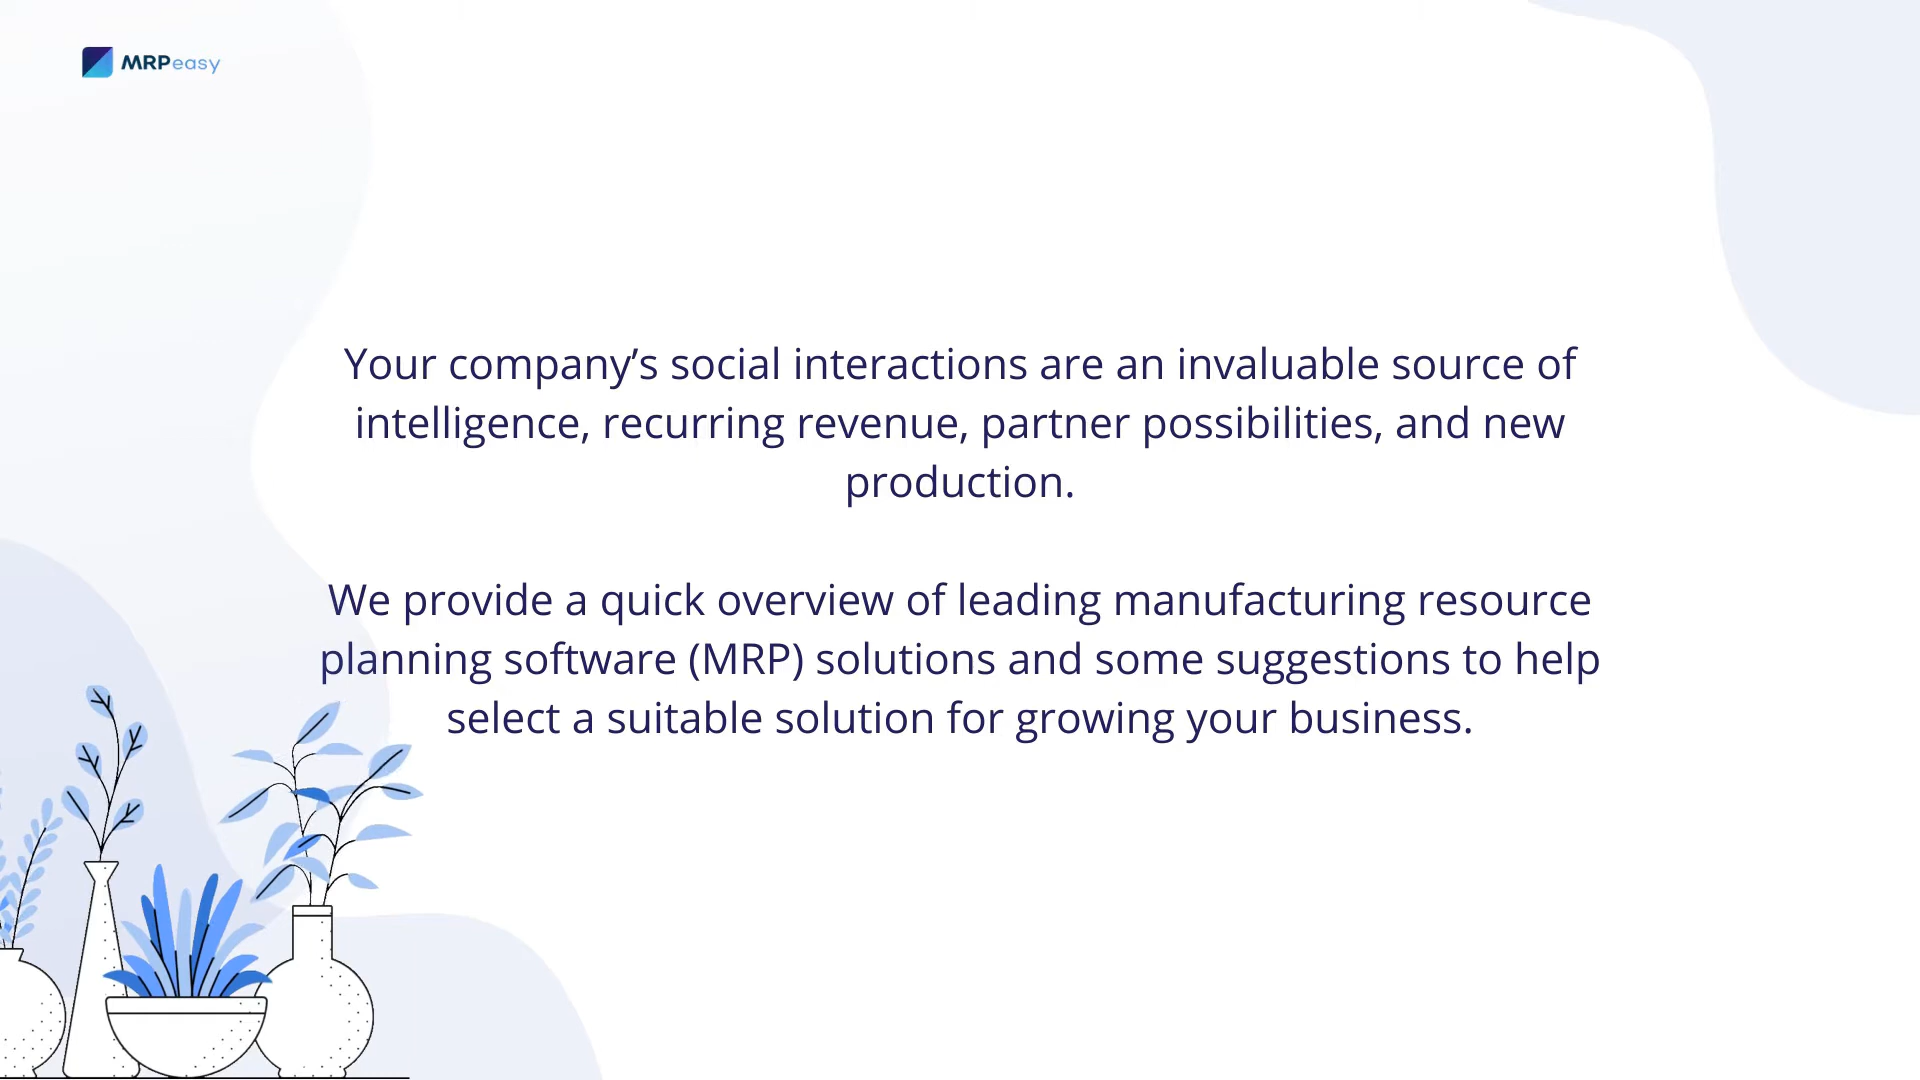 MRPeasy
Your company’s social interactions are an invaluable source of
intelligence, recurring revenue, partner possibilities, and new
production.
We provide a quick overview of leading manufacturing resource
planning software (MRP) solutions and some suggestions to help
select a suitable solution for growing your business.